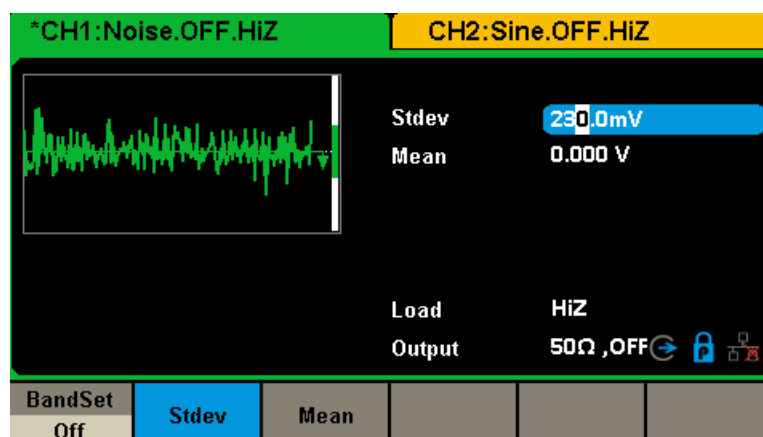 *CH1:Noise.OFF.HiZ
CH2:Sine.OFF.HiZ
Stdev 230.0mV
Mean 0.000 V
Load HiZ
Output 50Ω ,OFF
BandSet Stdev Mean
Off